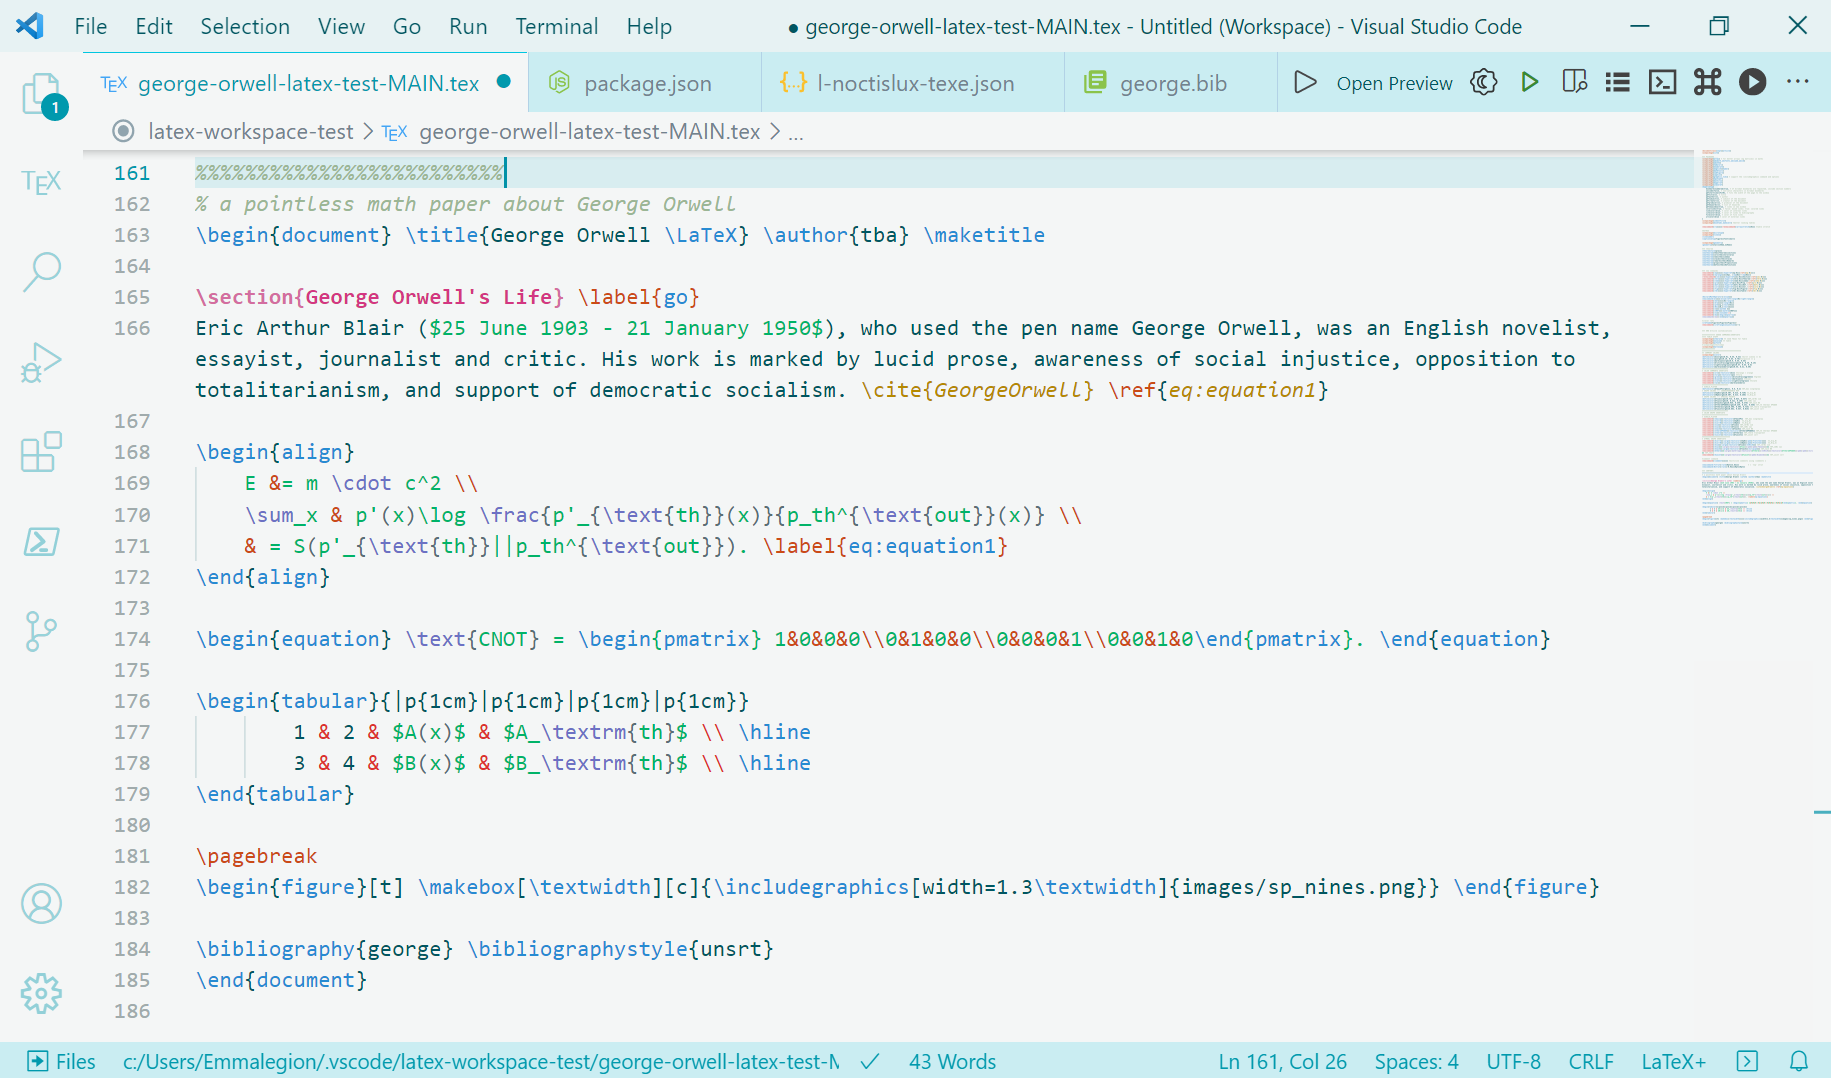 File Edit Selection View Go Run Terminal Help ● george-orwell-latex-test-MAIN.tex - Untitled (Workspace) - Visual Studio Code
TEX george-orwell-latex-test-MAIN.tex ● package.json {..} l-noctislux-texe.json george.bib Open Preview
1
latex-workspace-test > TEX george-orwell-latex-test-MAIN.tex > ...
TEX
161 %%%%%%%%%%%%%%%%%%%%%%%%%
162 % a pointless math paper about George Orwell
163 \begin{document} \title{George Orwell \LaTeX} \author{tba} \maketitle
164
165 \section{George Orwell's Life} \label{go}
166 Eric Arthur Blair ($25 June 1903 - 21 January 1950$), who used the pen name George Orwell, was an English novelist,
essayist, journalist and critic. His work is marked by lucid prose, awareness of social injustice, opposition to
totalitarianism, and support of democratic socialism. \cite{GeorgeOrwell} \ref{eq:equation1}
167
168 \begin{align}
169 E &= m \cdot c^2 \\
170 \sum_x & p'(x)\log \frac{p'_{\text{th}}(x)}{p_th^{\text{out}}(x)} \\
171 & = S(p'_{\text{th}}||p_th^{\text{out}}). \label{eq:equation1}
172 \end{align}
173
174 \begin{equation} \text{CNOT} = \begin{pmatrix} 1&0&0&0\\0&1&0&0\\0&0&0&1\\0&0&1&0\end{pmatrix}. \end{equation}
175
176 \begin{tabular}{|p{1cm}|p{1cm}|p{1cm}|p{1cm}}
177 1 & 2 & $A(x)$ & $A_\textrm{th}$ \\ \hline
178 3 & 4 & $B(x)$ & $B_\textrm{th}$ \\ \hline
179 \end{tabular}
180
181 \pagebreak
182 \begin{figure}[t] \makebox[\textwidth][c]{\includegraphics[width=1.3\textwidth]{images/sp_nines.png}} \end{figure}
183
184 \bibliography{george} \bibliographystyle{unsrt}
185 \end{document}
186
Files c:/Users/Emmalegion/.vscode/latex-workspace-test/george-orwell-latex-test-M ✓ 43 Words Ln 161, Col 26 Spaces: 4 UTF-8 CRLF LaTeX+